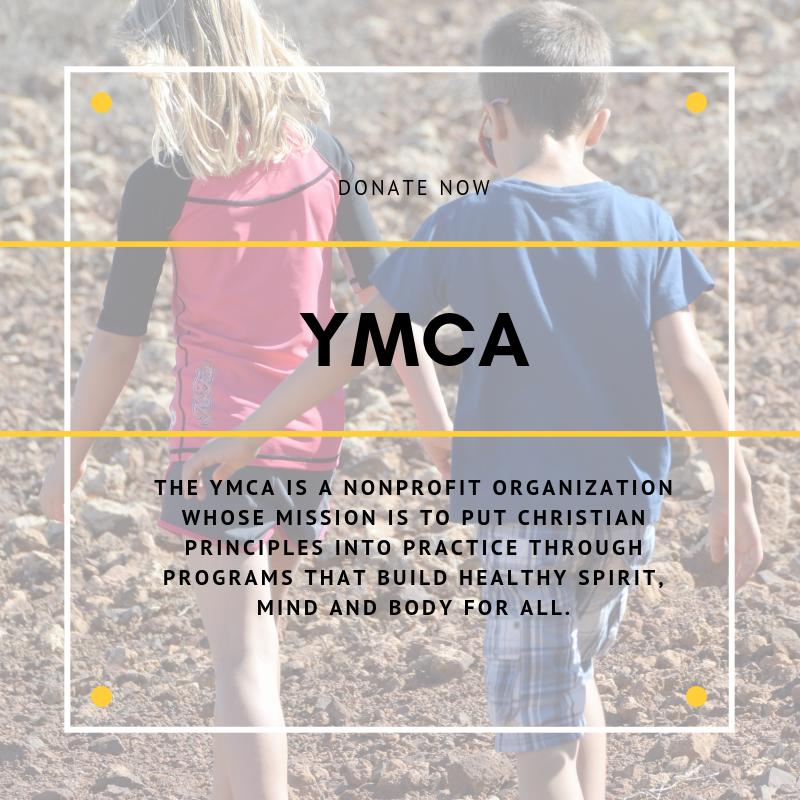 DONATE NOW
YMCA
THE YMCA IS A NONPROFIT ORGANIZATION
WHOSE MISSION IS TO PUT CHRISTIAN
PRINCIPLES INTO PRACTICE THROUGH
PROGRAMS THAT BUILD HEALTHY SPIRIT,
MIND AND BODY FOR ALL.